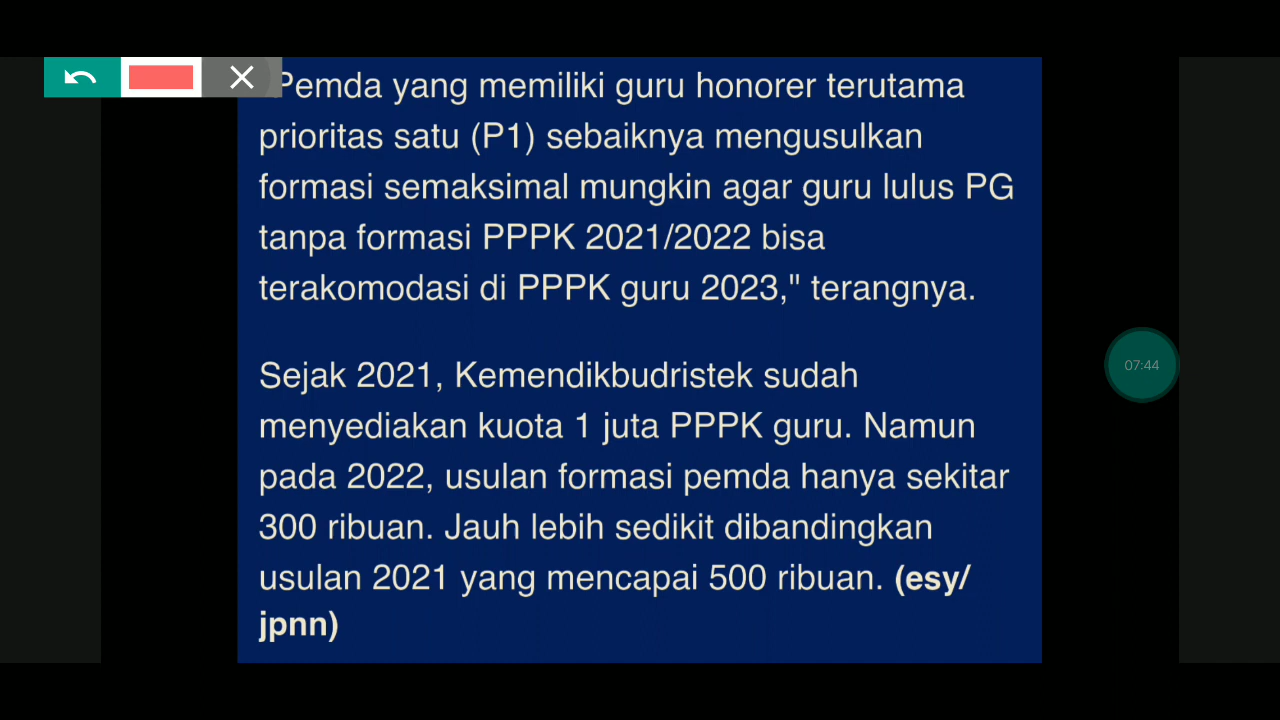 Pemda yang memiliki guru honorer terutama
prioritas satu (P1) sebaiknya mengusulkan
formasi semaksimal mungkin agar guru lulus PG
tanpa formasi PPPK 2021/2022 bisa
terakomodasi di PPPK guru 2023," terangnya.
07:44
Sejak 2021, Kemendikbudristek sudah
menyediakan kuota 1 juta PPPK guru. Namun
pada 2022, usulan formasi pemda hanya sekitar
300 ribuan. Jauh lebih sedikit dibandingkan
usulan 2021 yang mencapai 500 ribuan. (esy/
jpnn)